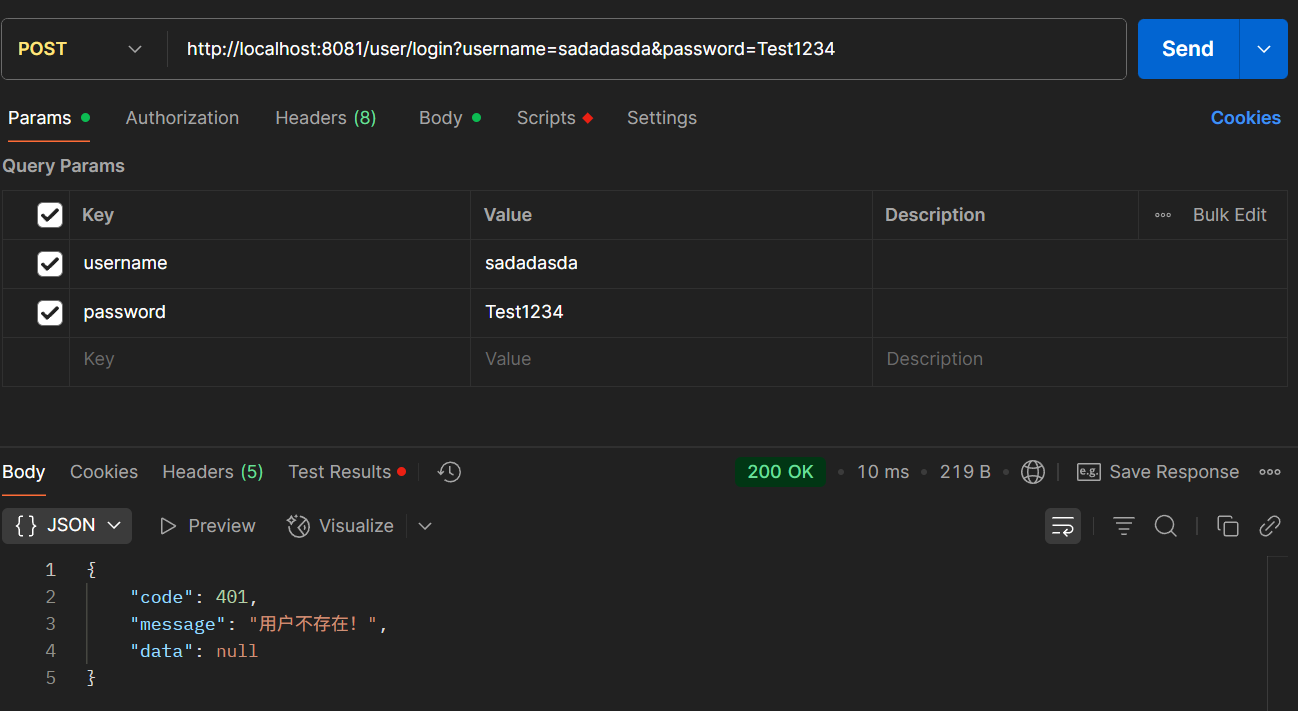 POST http://localhost:8081/user/login?username=sadadasda&password=Test1234 Send
Params Authorization Headers (8) Body Scripts Settings Cookies
Query Params
Key Value Description Bulk Edit
username sadadasda
password Test1234
Key Value Description
Body Cookies Headers (5) Test Results 200 OK 10 ms 219 B e.g. Save Response
{} JSON Preview Visualize
1 {
2 "code": 401,
3 "message": "用户不存在！",
4 "data": null
5 }